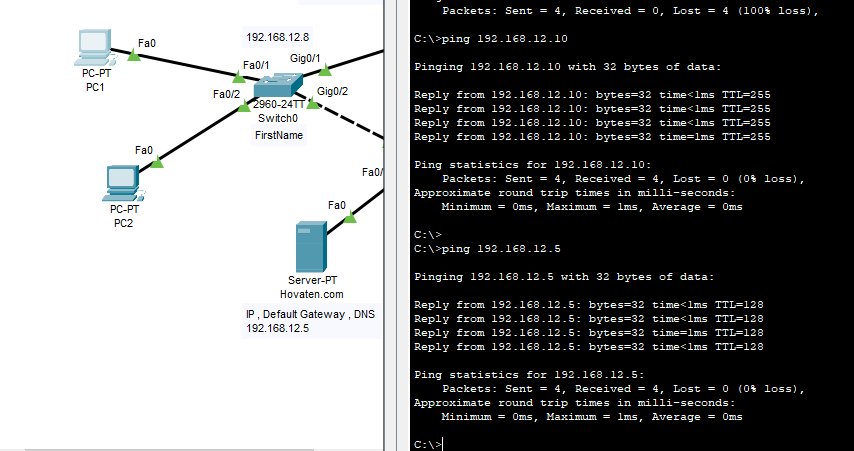 Fa0
PC-PT
PC1
192.168.12.8
Gig0/1
Fa0/1
Fa0/2
Gig0/2
2960-24TT
Switch0
FirstName
Fa0
PC-PT
PC2
Fa0/
Fa0
Server-PT
Hovaten.com
IP , Default Gateway , DNS
192.168.12.5
Packets: Sent = 4, Received = 0, Lost = 4 (100% loss),
C:\>ping 192.168.12.10
Pinging 192.168.12.10 with 32 bytes of data:
Reply from 192.168.12.10: bytes=32 time<1ms TTL=255
Reply from 192.168.12.10: bytes=32 time<1ms TTL=255
Reply from 192.168.12.10: bytes=32 time<1ms TTL=255
Reply from 192.168.12.10: bytes=32 time=1ms TTL=255
Ping statistics for 192.168.12.10:
Packets: Sent = 4, Received = 4, Lost = 0 (0% loss),
Approximate round trip times in milli-seconds:
Minimum = 0ms, Maximum = 1ms, Average = 0ms
C:\>
C:\>ping 192.168.12.5
Pinging 192.168.12.5 with 32 bytes of data:
Reply from 192.168.12.5: bytes=32 time<1ms TTL=128
Reply from 192.168.12.5: bytes=32 time<1ms TTL=128
Reply from 192.168.12.5: bytes=32 time=1ms TTL=128
Reply from 192.168.12.5: bytes=32 time<1ms TTL=128
Ping statistics for 192.168.12.5:
Packets: Sent = 4, Received = 4, Lost = 0 (0% loss),
Approximate round trip times in milli-seconds:
Minimum = 0ms, Maximum = 1ms, Average = 0ms
C:\>